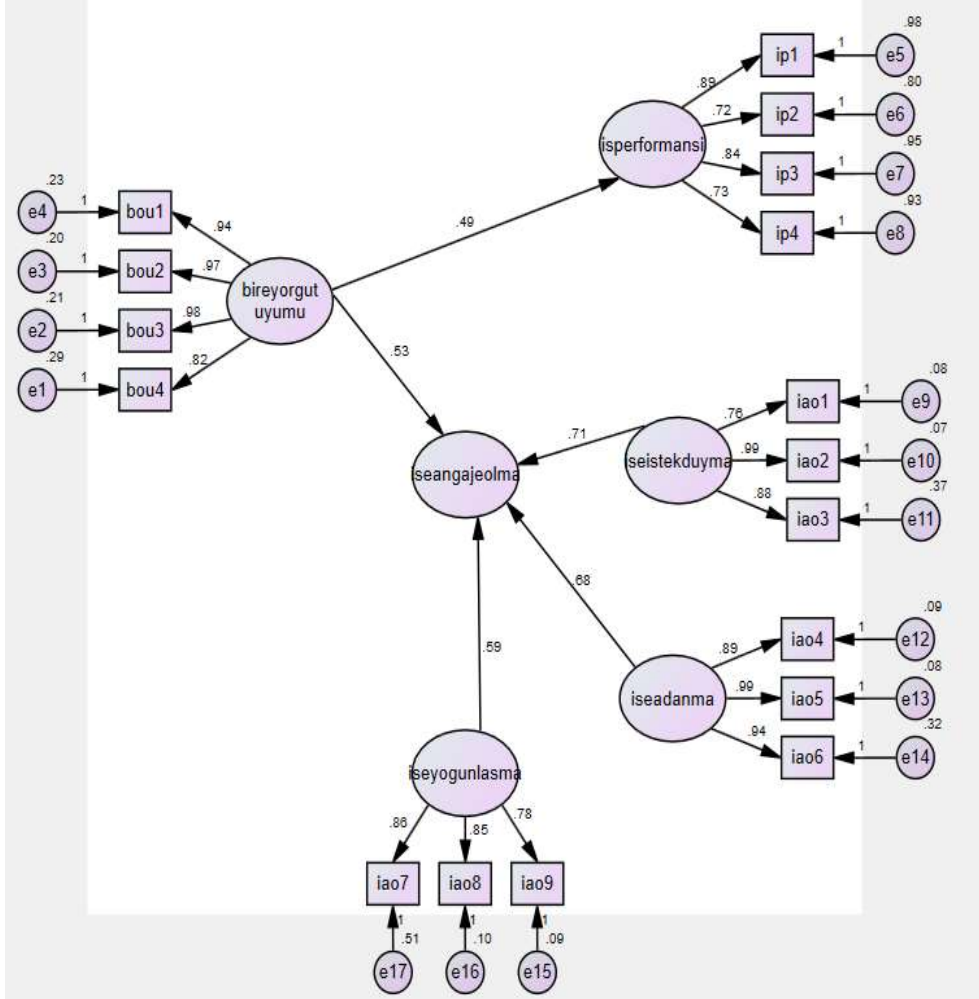 .98
ip1
1
e5
.89
.80
ip2
1
e6
.72
isperformansi
.95
.84
ip3
1
e7
.93
.73
ip4
1
e8
.23
e4
1
bou1
.94
.49
.20
e3
1
bou2
.97
bireyorgut
uyumu
.21
e2
1
bou3
.98
.29
e1
1
bou4
.82
.53
.08
iao1
1
e9
.76
.71
.07
iseistekduyma
.99
iao2
1
e10
iseangajeolma
.37
.88
iao3
1
e11
.68
.09
iao4
1
e12
.89
.59
.08
iseadanma
.99
iao5
1
e13
.32
.94
iao6
1
e14
iseyogunlasma
.86
.85
.78
iao7
iao8
iao9
1
1
1
.51
.10
.09
e17
e16
e15